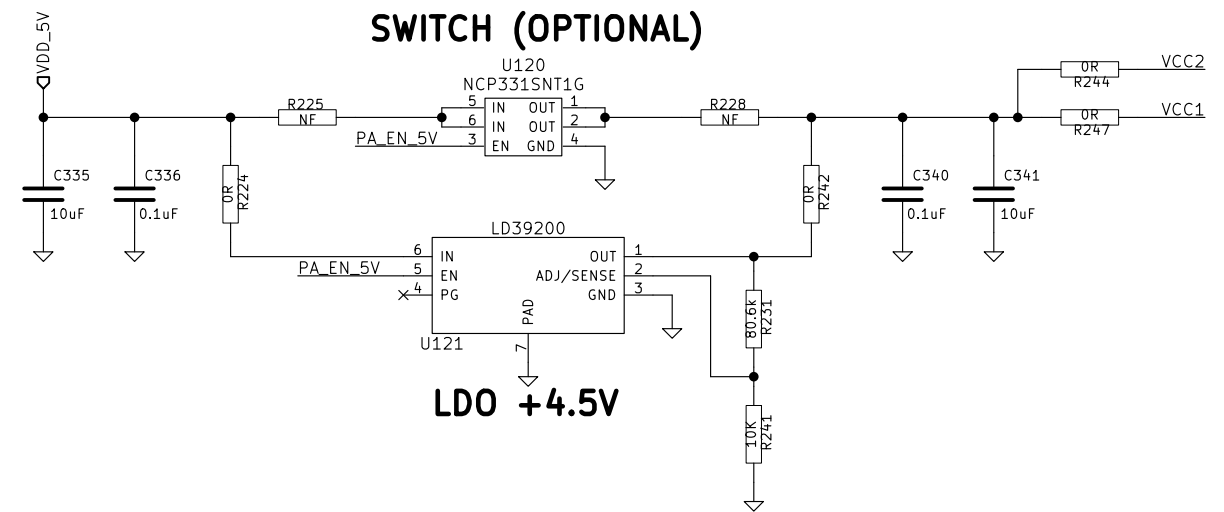 SWITCH (OPTIONAL)
VDD_5V
U120
NCP331SNT1G
VCC2
0R
R244
R225
NF
5 IN OUT 1
6 IN OUT 2
PA_EN_5V 3 EN GND 4
R228
NF
VCC1
0R
R247
C335
10uF
C336
0.1uF
0R
R224
0R
R242
C340
0.1uF
C341
10uF
LD39200
6 IN OUT 1
PA_EN_5V 5 EN ADJ/SENSE 2
4 PG GND 3
PAD
7
U121
80.6k
R231
LDO +4.5V
10K
R241